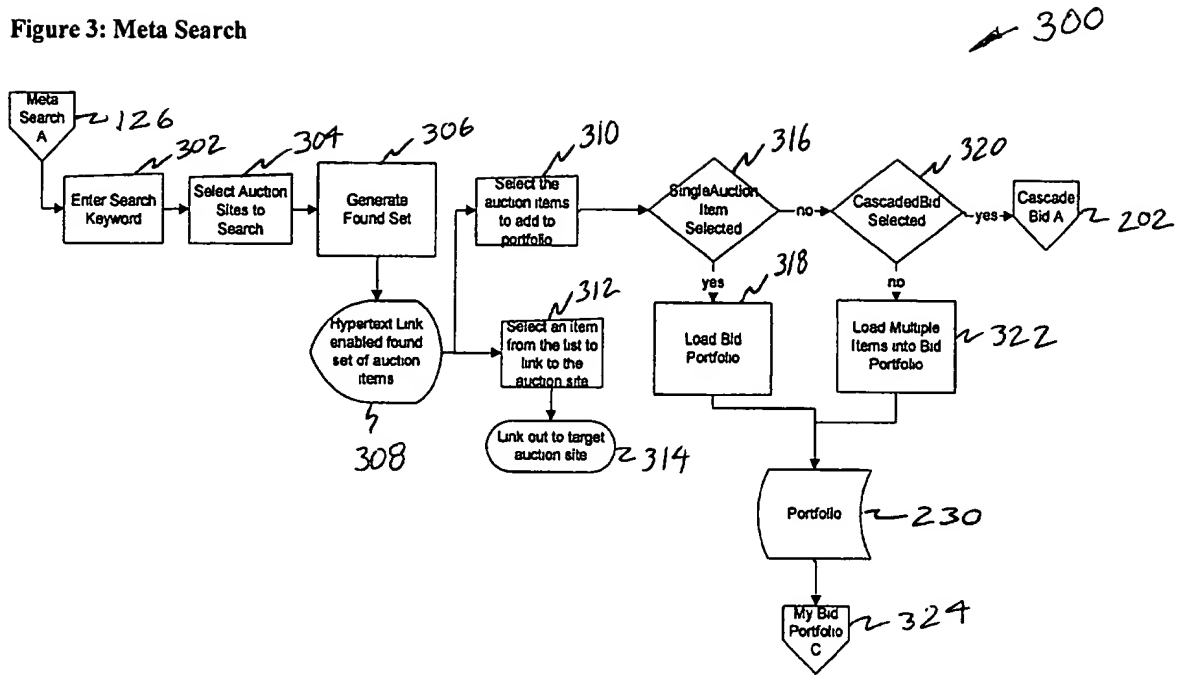 Figure 3: Meta Search
300
Meta
Search
A
126
302
Enter Search
Keyword
304
Select Auction
Sites to
Search
306
Generate
Found Set
Hypertext Link
enabled found
set of auction
items
308
310
Select the
auction items
to add to
portfolio
312
Select an item
from the list to
link to the
auction site
Link out to target
auction site
314
316
SingleAuction
Item
Selected
no
yes
318
Load Bid
Portfolio
320
CascadedBid
Selected
yes
no
Cascade
Bid A
202
Load Multiple
Items into Bid
Portfolio
322
Portfolio
230
My Bid
Portfolio
C
324